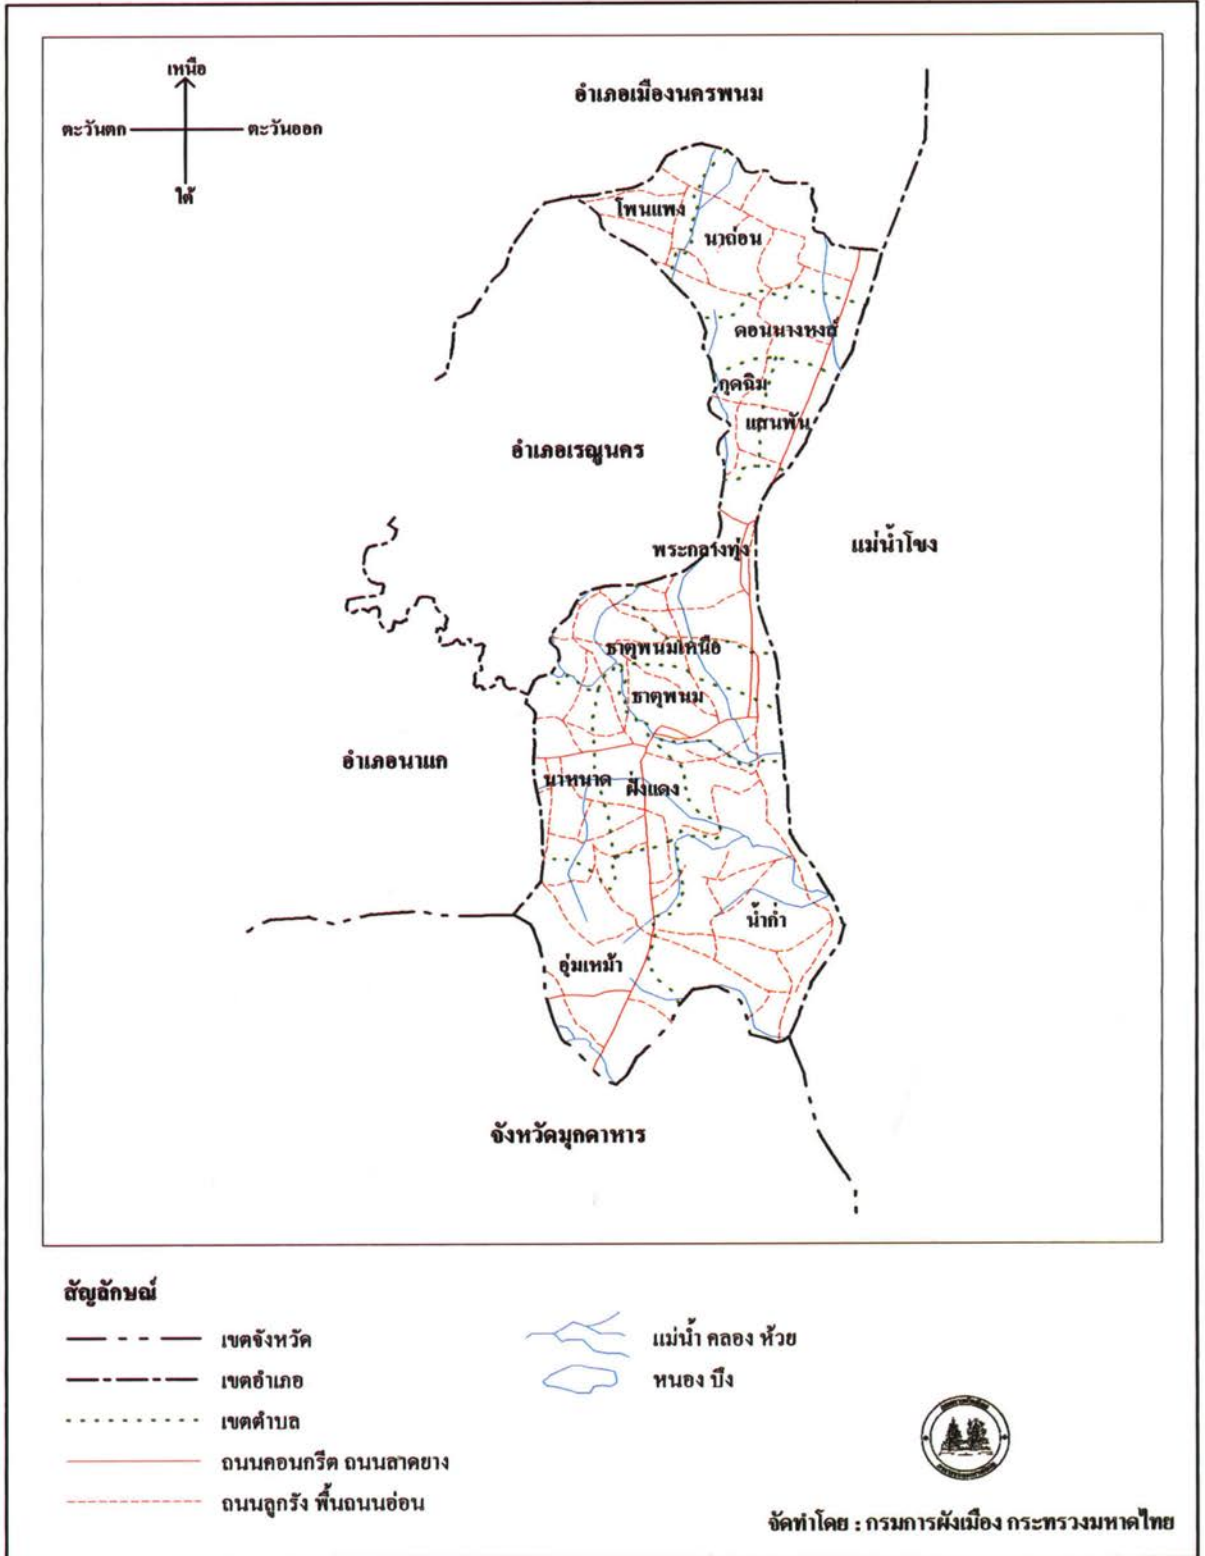 เหนือ
ตะวันตก
ตะวันออก
ใต้
อำเภอเมืองนครพนม
โพนแพง
นาถ่อน
ดอนนางหงส์
กุดฉิม
แสนพัน
อำเภอเรณูนคร
พระกลางทุ่ง
แม่น้ำโขง
ธาตุพนมเหนือ
ธาตุพนม
อำเภอนาแก
นาหนาด
ฝั่งแดง
น้ำก่ำ
อุ่มเหม้า
จังหวัดมุกดาหาร
สัญลักษณ์
เขตจังหวัด
เขตอำเภอ
เขตตำบล
ถนนคอนกรีต ถนนลาดยาง
ถนนลูกรัง พื้นถนนอ่อน
แม่น้ำ คลอง ห้วย
หนอง บึง
จัดทำโดย : กรมการผังเมือง กระทรวงมหาดไทย